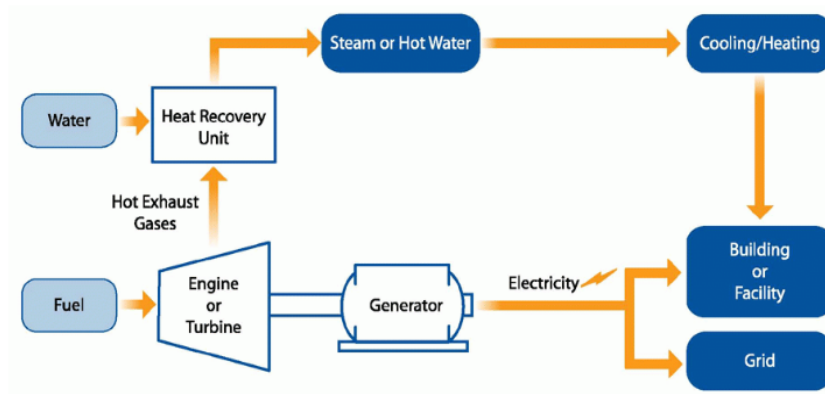 Steam or Hot Water
Cooling/Heating
Water
Heat Recovery
Unit
Hot Exhaust
Gases
Fuel
Engine
or
Turbine
Generator
Electricity
Building
or
Facility
Grid